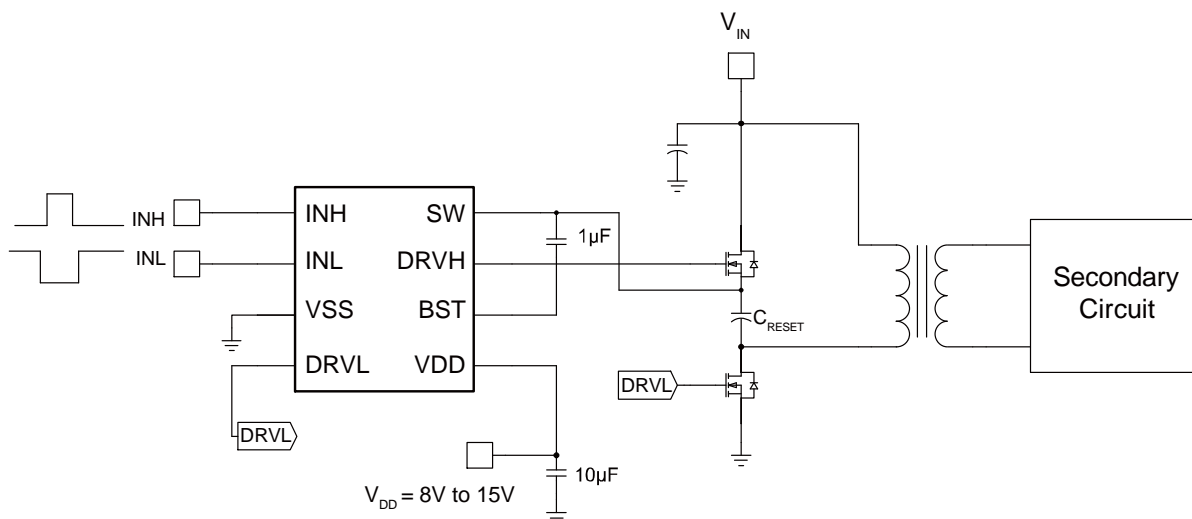 V_IN
INH
INL
INH
INL
VSS
DRVL
SW
DRVH
BST
VDD
1µF
10µF
V_DD = 8V to 15V
DRVL
DRVL
C_RESET
Secondary
Circuit